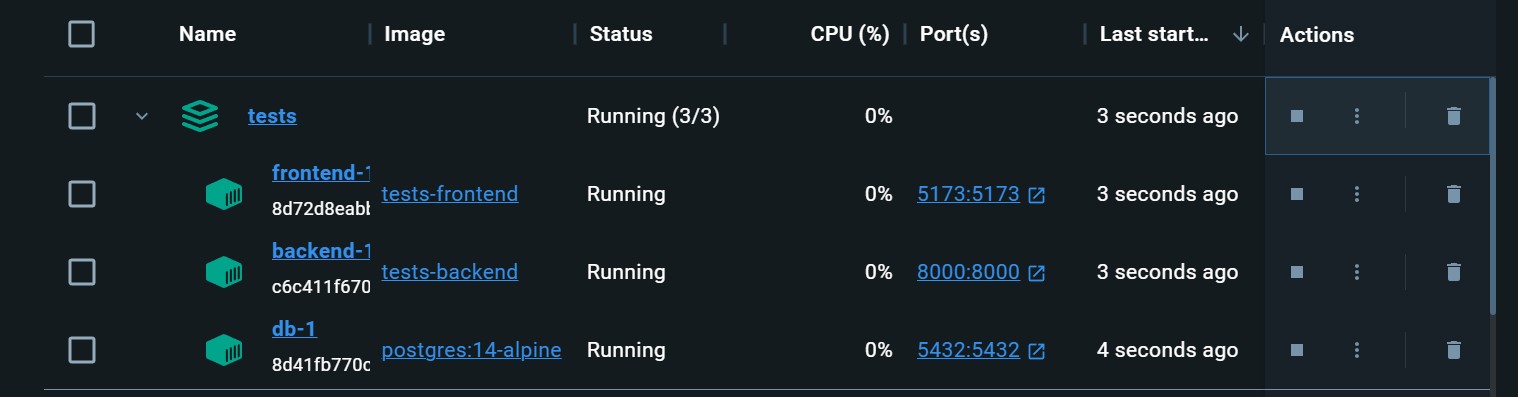 Name Image Status CPU (%) Port(s) Last start... Actions
tests Running (3/3) 0% 3 seconds ago
frontend-1
8d72d8eab tests-frontend Running 0% 5173:5173 3 seconds ago
backend-1
c6c411f670 tests-backend Running 0% 8000:8000 3 seconds ago
db-1
8d41fb770c postgres:14-alpine Running 0% 5432:5432 4 seconds ago